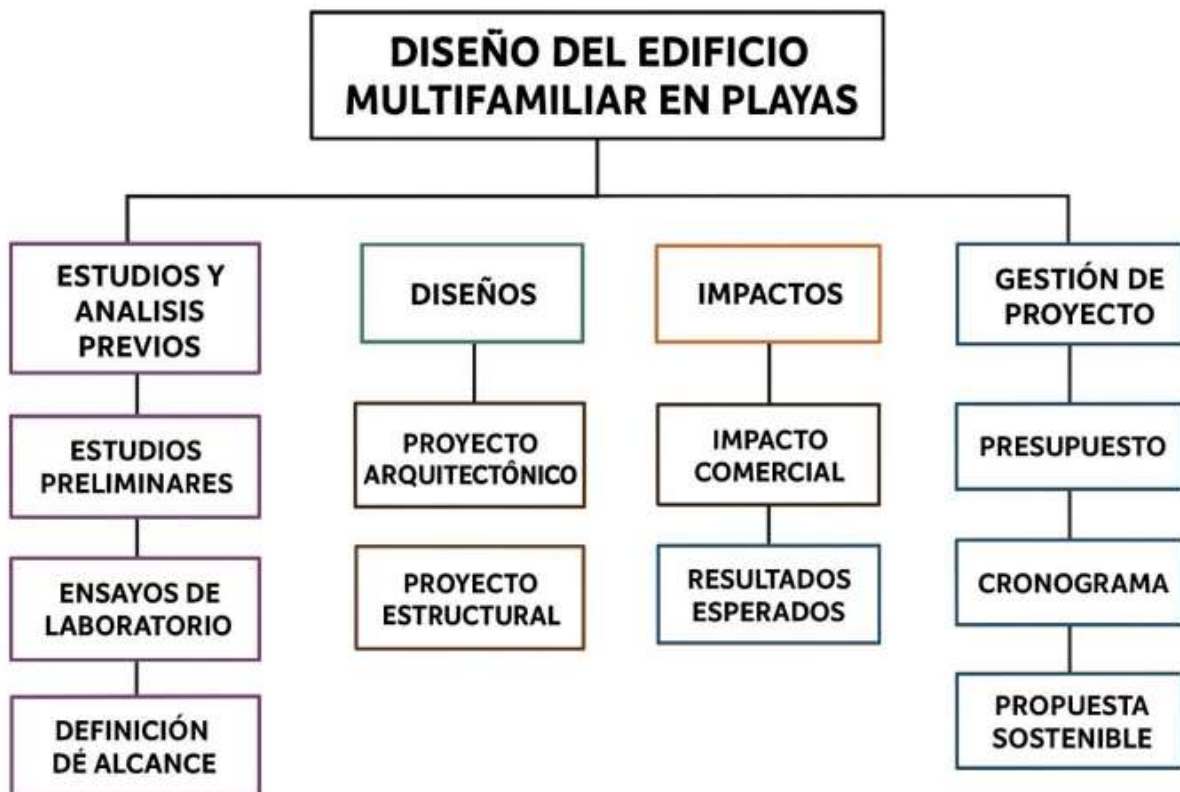 DISEÑO DEL EDIFICIO
MULTIFAMILIAR EN PLAYAS
ESTUDIOS Y
ANALISIS
PREVIOS
ESTUDIOS
PRELIMINARES
ENSAYOS DE
LABORATORIO
DEFINICIÓN
DÉ ALCANCE
DISEÑOS
PROYECTO
ARQUITECTÔNICO
PROYECTO
ESTRUCTURAL
IMPACTOS
IMPACTO
COMERCIAL
RESULTADOS
ESPERADOS
GESTIÓN DE
PROYECTO
PRESUPUESTO
CRONOGRAMA
PROPUESTA
SOSTENIBLE